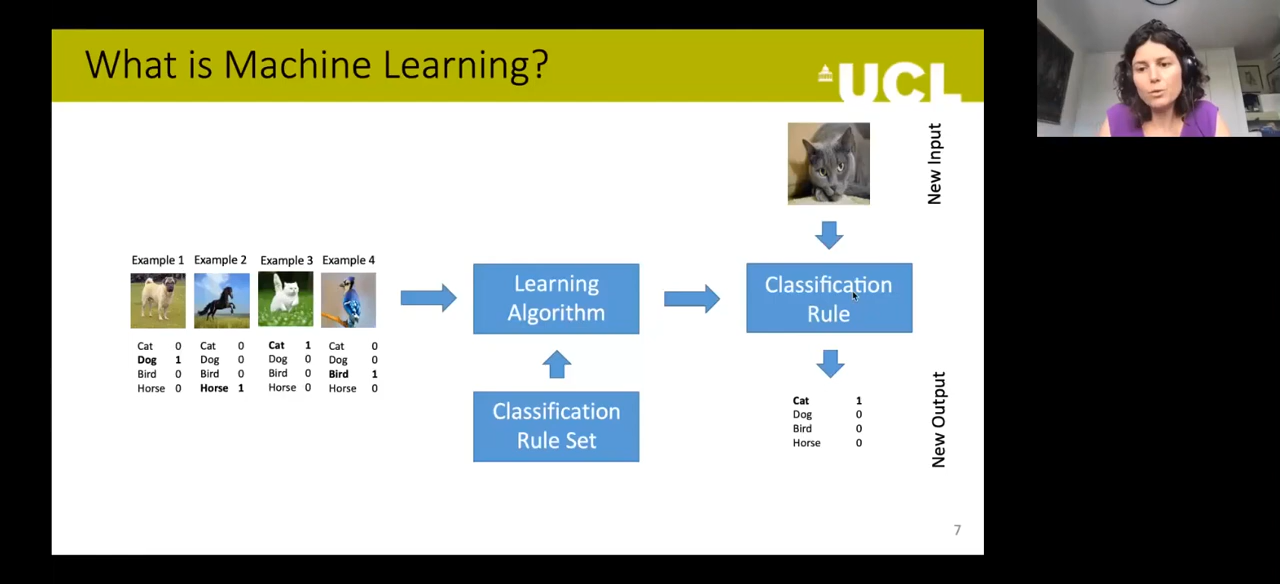 What is Machine Learning?
UCL
New Input
Example 1 Example 2 Example 3 Example 4
Cat 0 Cat 0 Cat 1 Cat 0
Dog 1 Dog 0 Dog 0 Dog 0
Bird 0 Bird 0 Bird 0 Bird 1
Horse 0 Horse 1 Horse 0 Horse 0
Learning
Algorithm
Classification
Rule Set
Classification
Rule
Cat 1
Dog 0
Bird 0
Horse 0
New Output
7